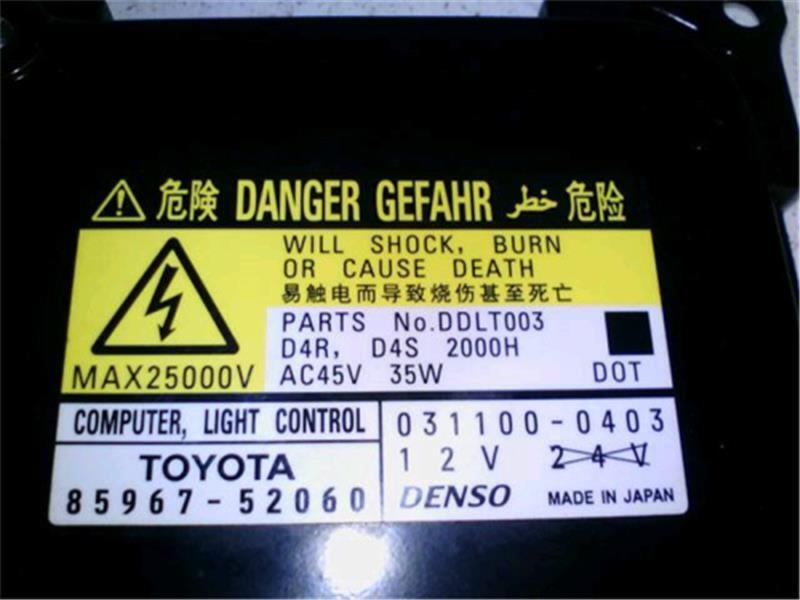 危険 DANGER GEFAHR خطر 危险
WILL SHOCK, BURN
OR CAUSE DEATH
易触电而导致烧伤甚至死亡
MAX25000V
PARTS No.DDLT003
D4R, D4S 2000H
AC45V 35W DOT
COMPUTER, LIGHT CONTROL
TOYOTA
85967-52060
031100-0403
12V 24V
DENSO MADE IN JAPAN